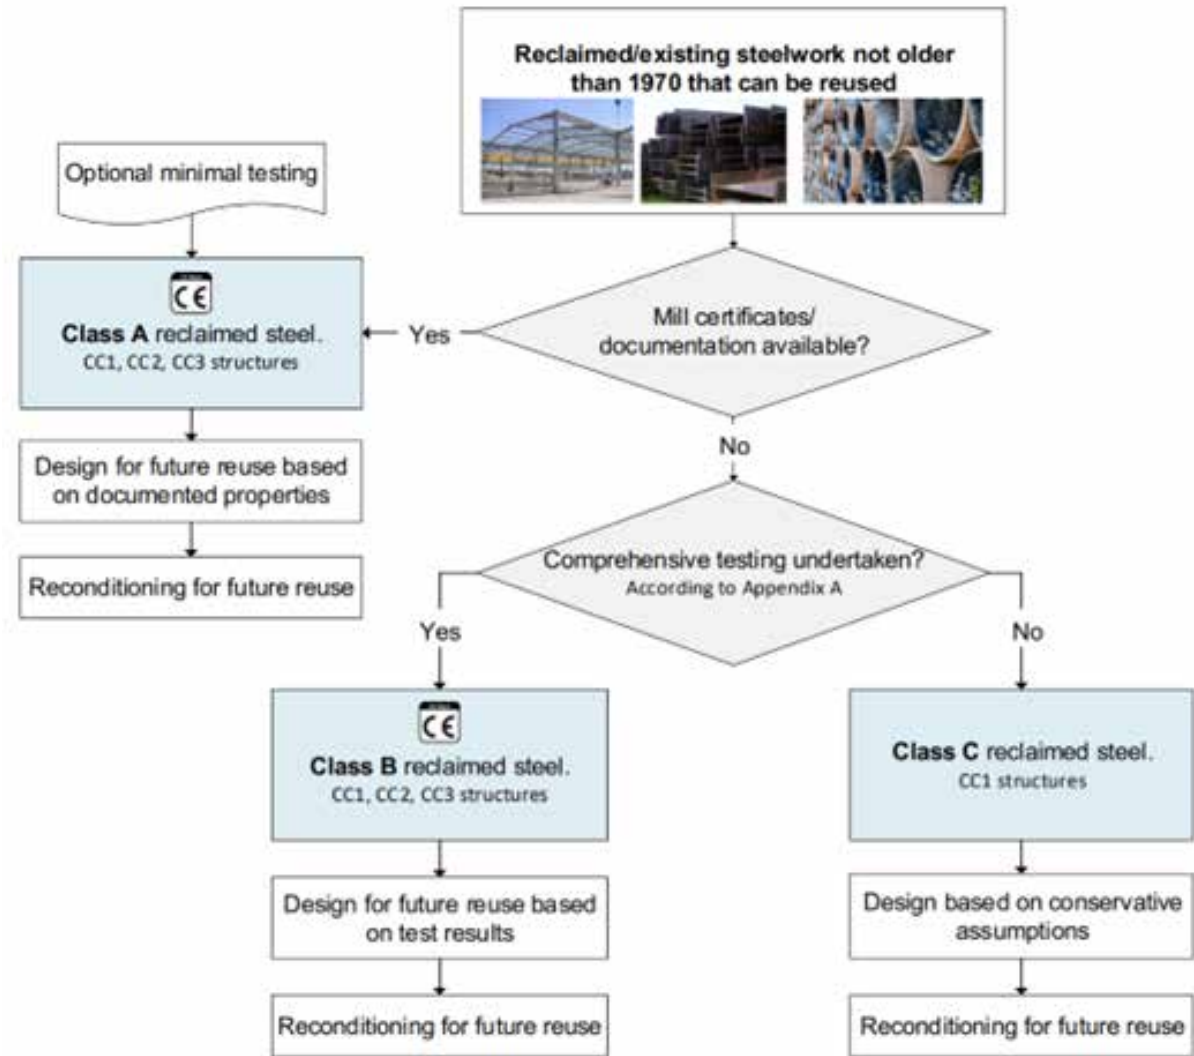 Reclaimed/existing steelwork not older
than 1970 that can be reused
Optional minimal testing
CE
Class A reclaimed steel.
CC1, CC2, CC3 structures
Yes
Mill certificates/
documentation available?
Design for future reuse based
on documented properties
No
Reconditioning for future reuse
Comprehensive testing undertaken?
According to Appendix A
Yes
No
CE
Class B reclaimed steel.
CC1, CC2, CC3 structures
Class C reclaimed steel.
CC1 structures
Design for future reuse based
on test results
Design based on conservative
assumptions
Reconditioning for future reuse
Reconditioning for future reuse